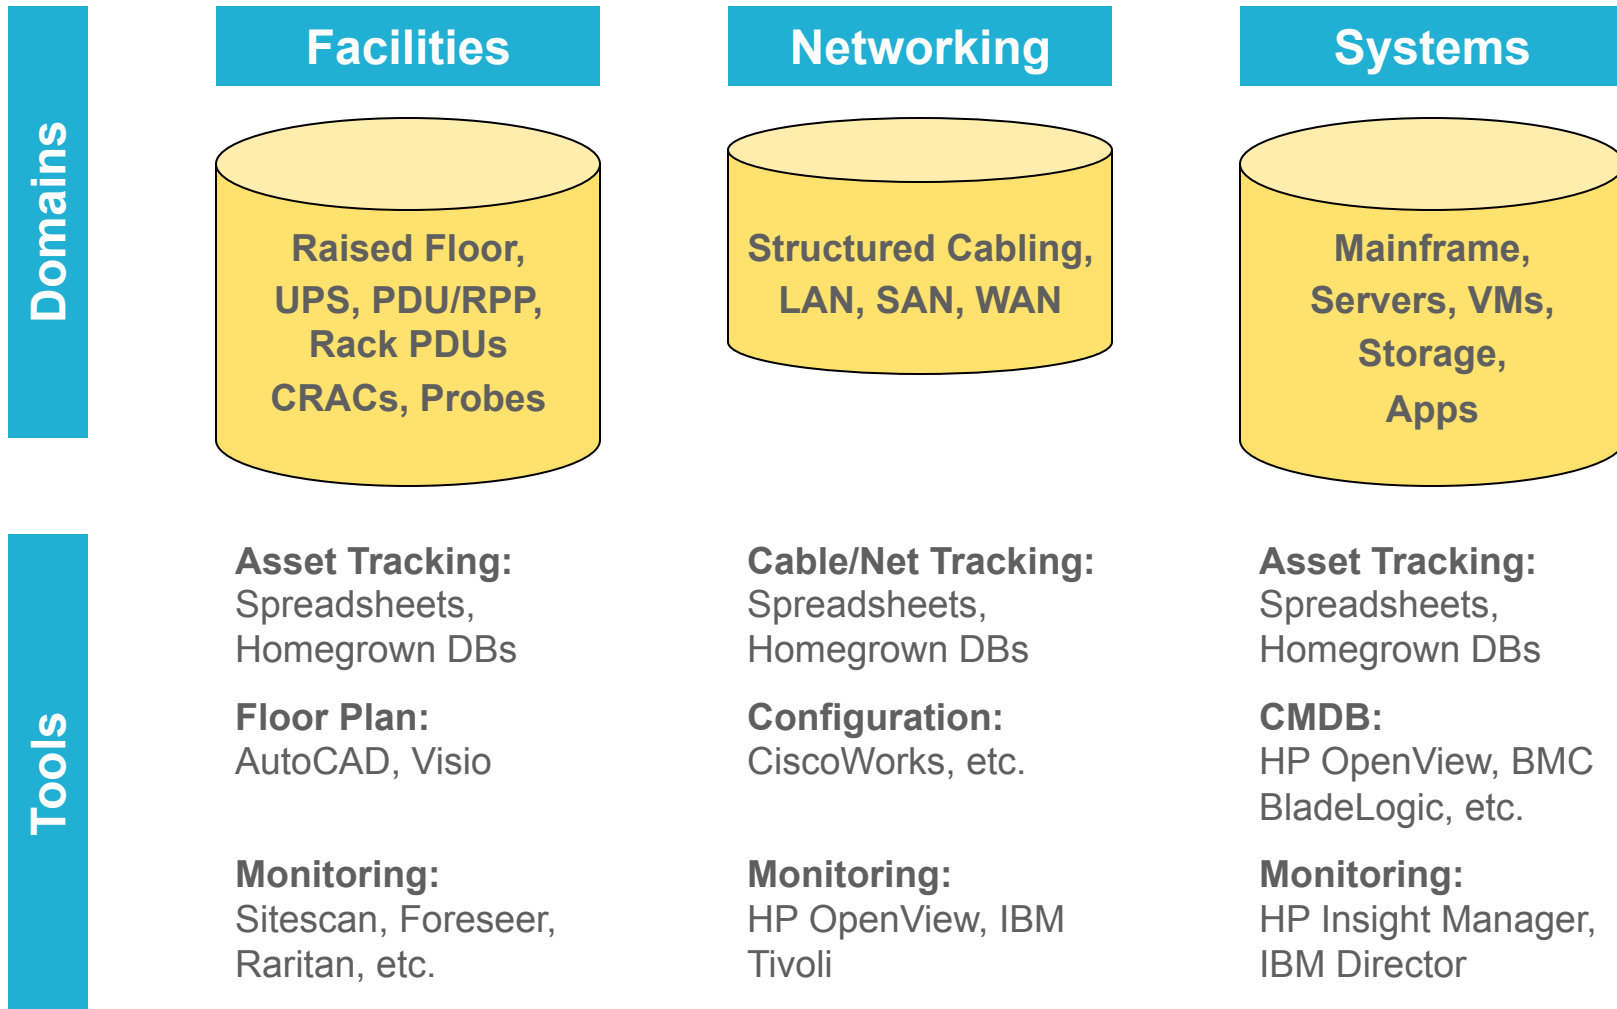 Facilities
Networking
Systems
Domains
Raised Floor,
UPS, PDU/RPP,
Rack PDUs
CRACs, Probes
Structured Cabling,
LAN, SAN, WAN
Mainframe,
Servers, VMs,
Storage,
Apps
Tools
Asset Tracking:
Spreadsheets,
Homegrown DBs
Floor Plan:
AutoCAD, Visio
Monitoring:
Sitescan, Foreseer,
Raritan, etc.
Cable/Net Tracking:
Spreadsheets,
Homegrown DBs
Configuration:
CiscoWorks, etc.
Monitoring:
HP OpenView, IBM
Tivoli
Asset Tracking:
Spreadsheets,
Homegrown DBs
CMDB:
HP OpenView, BMC
BladeLogic, etc.
Monitoring:
HP Insight Manager,
IBM Director